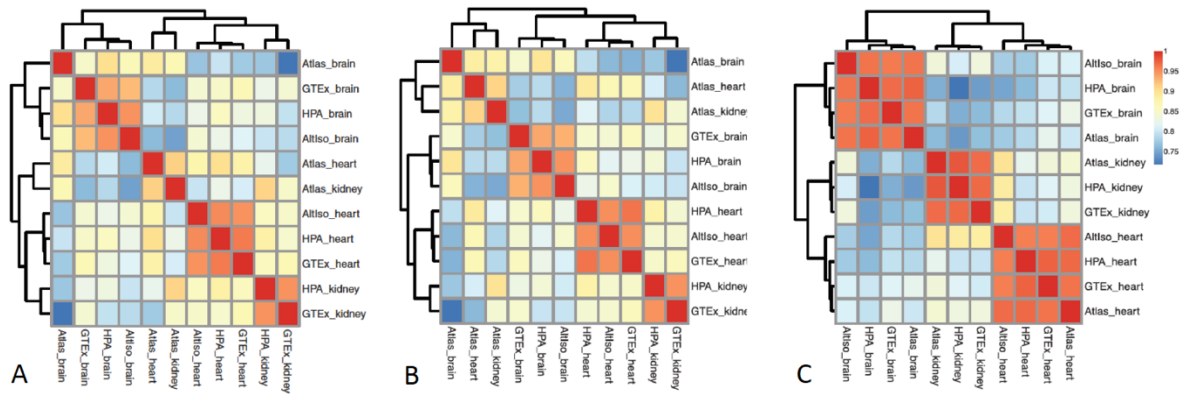 Atlas_brain
GTEx_brain
HPA_brain
AltIso_brain
Atlas_heart
Atlas_kidney
AltIso_heart
HPA_heart
GTEx_heart
HPA_kidney
GTEx_kidney
Atlas_brain
GTEx_brain
HPA_brain
AltIso_brain
Atlas_heart
Atlas_kidney
AltIso_heart
HPA_heart
GTEx_heart
HPA_kidney
GTEx_kidney
A
Atlas_brain
Atlas_heart
Atlas_kidney
GTEx_brain
HPA_brain
AltIso_brain
HPA_heart
AltIso_heart
GTEx_heart
HPA_kidney
GTEx_kidne
Atlas_brain
Atlas_heart
Atlas_kidney
GTEx_brain
HPA_brain
AltIso_brain
HPA_heart
AltIso_heart
GTEx_heart
HPA_kidney
GTEx_kidney
B
AltIso_brain
HPA_brain
GTEx_brain
Atlas_brain
Atlas_kidney
HPA_kidney
GTEx_kidney
AltIso_heart
HPA_heart
GTEx_heart
Atlas_heart
AltIso_brain
HPA_brain
GTEx_brain
Atlas_brain
Atlas_kidney
HPA_kidney
GTEx_kidney
AltIso_heart
HPA_heart
GTEx_heart
Atlas_heart
C
1
0.95
0.9
0.85
0.8
0.75